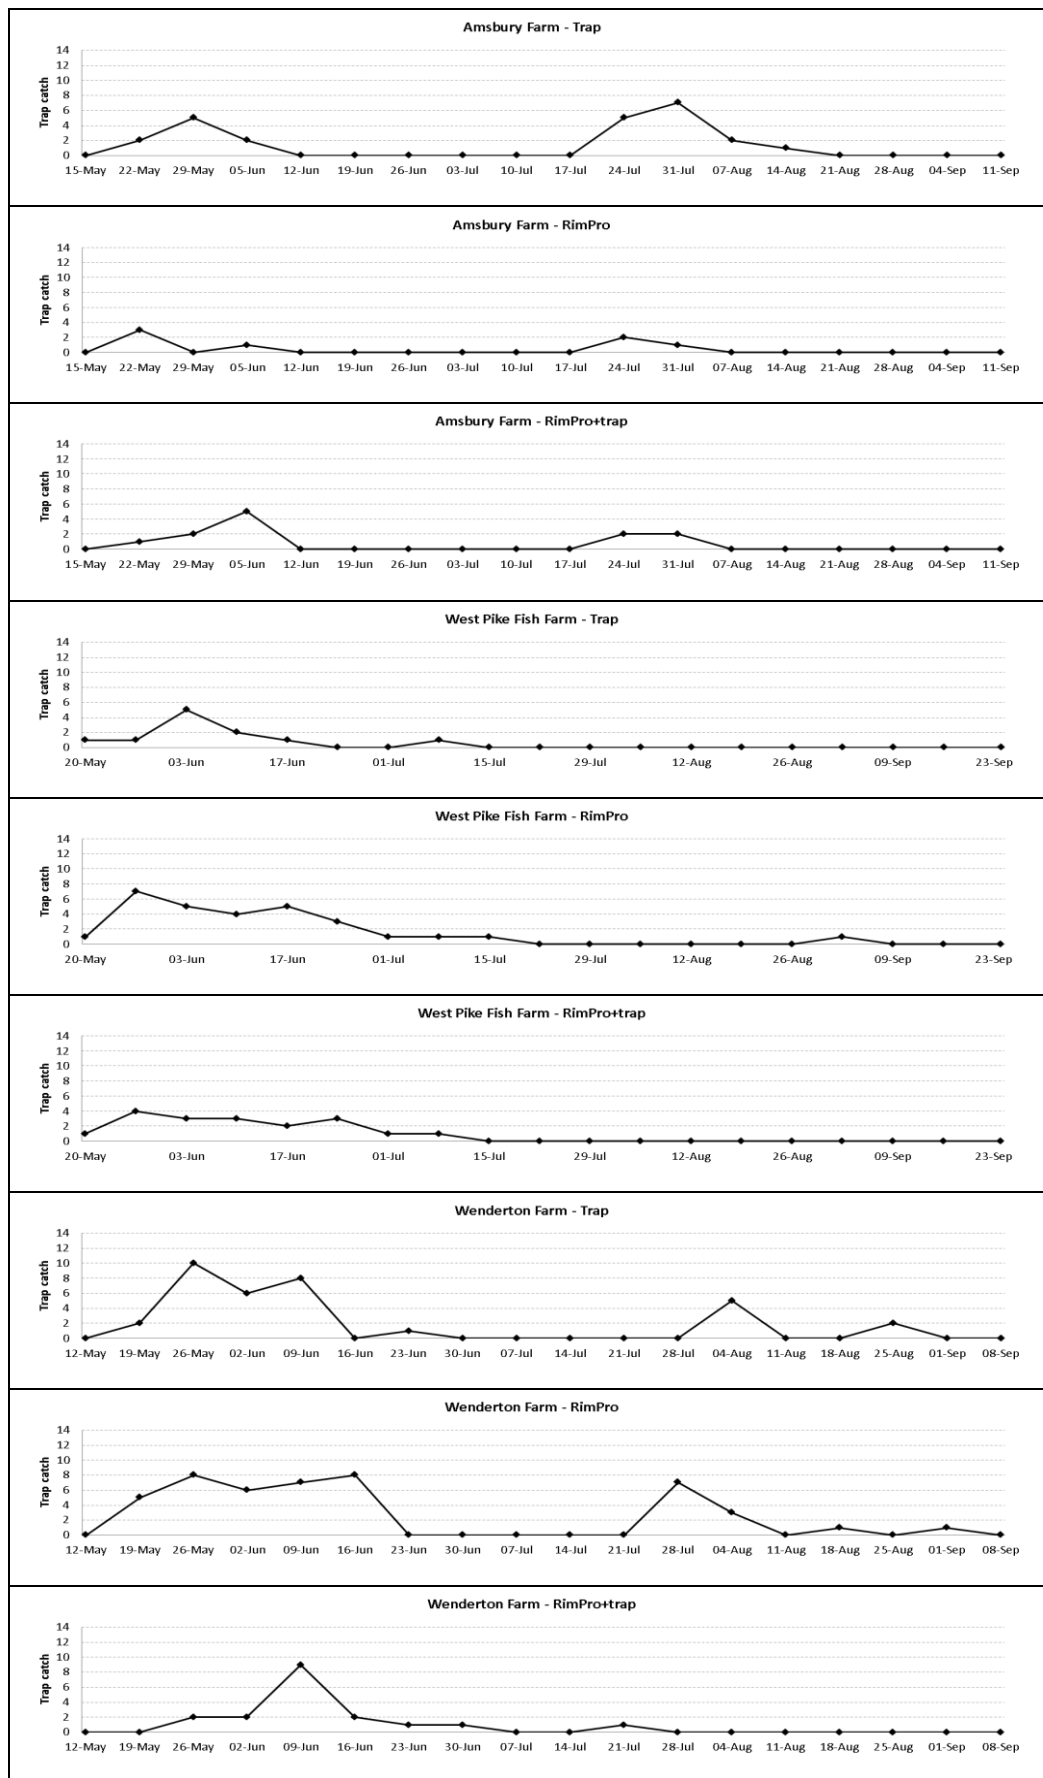 Amsbury Farm - Trap
Trap catch
14
12
10
8
6
4
2
0
15-May 22-May 29-May 05-Jun 12-Jun 19-Jun 26-Jun 03-Jul 10-Jul 17-Jul 24-Jul 31-Jul 07-Aug 14-Aug 21-Aug 28-Aug 04-Sep 11-Sep
Amsbury Farm - RimPro
Trap catch
14
12
10
8
6
4
2
0
15-May 22-May 29-May 05-Jun 12-Jun 19-Jun 26-Jun 03-Jul 10-Jul 17-Jul 24-Jul 31-Jul 07-Aug 14-Aug 21-Aug 28-Aug 04-Sep 11-Sep
Amsbury Farm - RimPro+trap
Trap catch
14
12
10
8
6
4
2
0
15-May 22-May 29-May 05-Jun 12-Jun 19-Jun 26-Jun 03-Jul 10-Jul 17-Jul 24-Jul 31-Jul 07-Aug 14-Aug 21-Aug 28-Aug 04-Sep 11-Sep
West Pike Fish Farm - Trap
Trap catch
14
12
10
8
6
4
2
0
20-May 03-Jun 17-Jun 01-Jul 15-Jul 29-Jul 12-Aug 26-Aug 09-Sep 23-Sep
West Pike Fish Farm - RimPro
Trap catch
14
12
10
8
6
4
2
0
20-May 03-Jun 17-Jun 01-Jul 15-Jul 29-Jul 12-Aug 26-Aug 09-Sep 23-Sep
West Pike Fish Farm - RimPro+trap
Trap catch
14
12
10
8
6
4
2
0
20-May 03-Jun 17-Jun 01-Jul 15-Jul 29-Jul 12-Aug 26-Aug 09-Sep 23-Sep
Wenderton Farm - Trap
Trap catch
14
12
10
8
6
4
2
0
12-May 19-May 26-May 02-Jun 09-Jun 16-Jun 23-Jun 30-Jun 07-Jul 14-Jul 21-Jul 28-Jul 04-Aug 11-Aug 18-Aug 25-Aug 01-Sep 08-Sep
Wenderton Farm - RimPro
Trap catch
14
12
10
8
6
4
2
0
12-May 19-May 26-May 02-Jun 09-Jun 16-Jun 23-Jun 30-Jun 07-Jul 14-Jul 21-Jul 28-Jul 04-Aug 11-Aug 18-Aug 25-Aug 01-Sep 08-Sep
Wenderton Farm - RimPro+trap
Trap catch
14
12
10
8
6
4
2
0
12-May 19-May 26-May 02-Jun 09-Jun 16-Jun 23-Jun 30-Jun 07-Jul 14-Jul 21-Jul 28-Jul 04-Aug 11-Aug 18-Aug 25-Aug 01-Sep 08-Sep